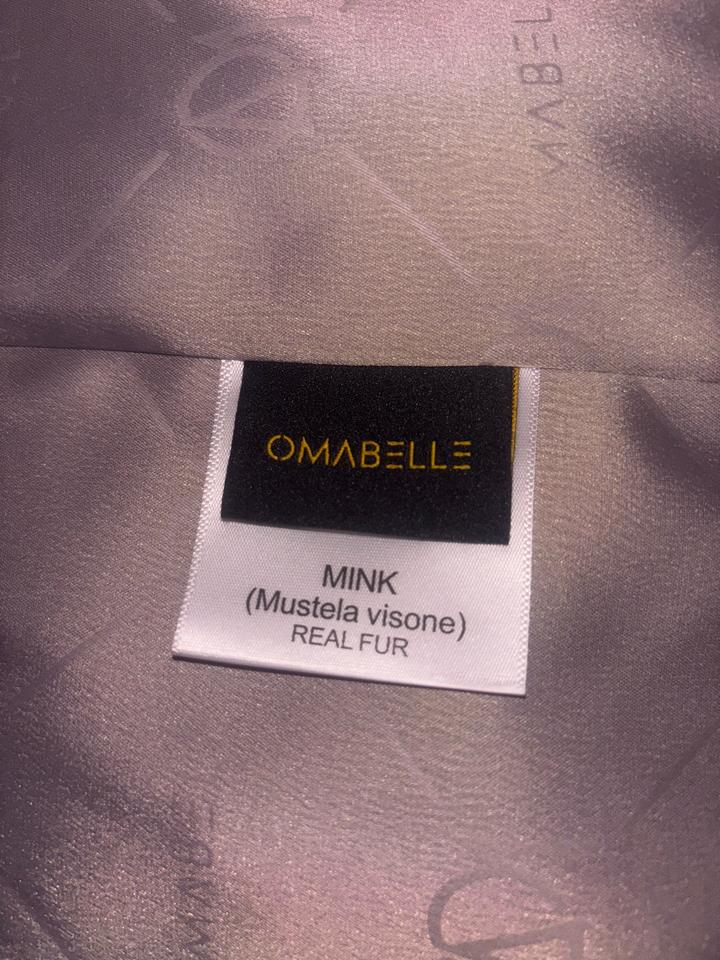 OMABELLE
MINK
(Mustela visone)
REAL FUR